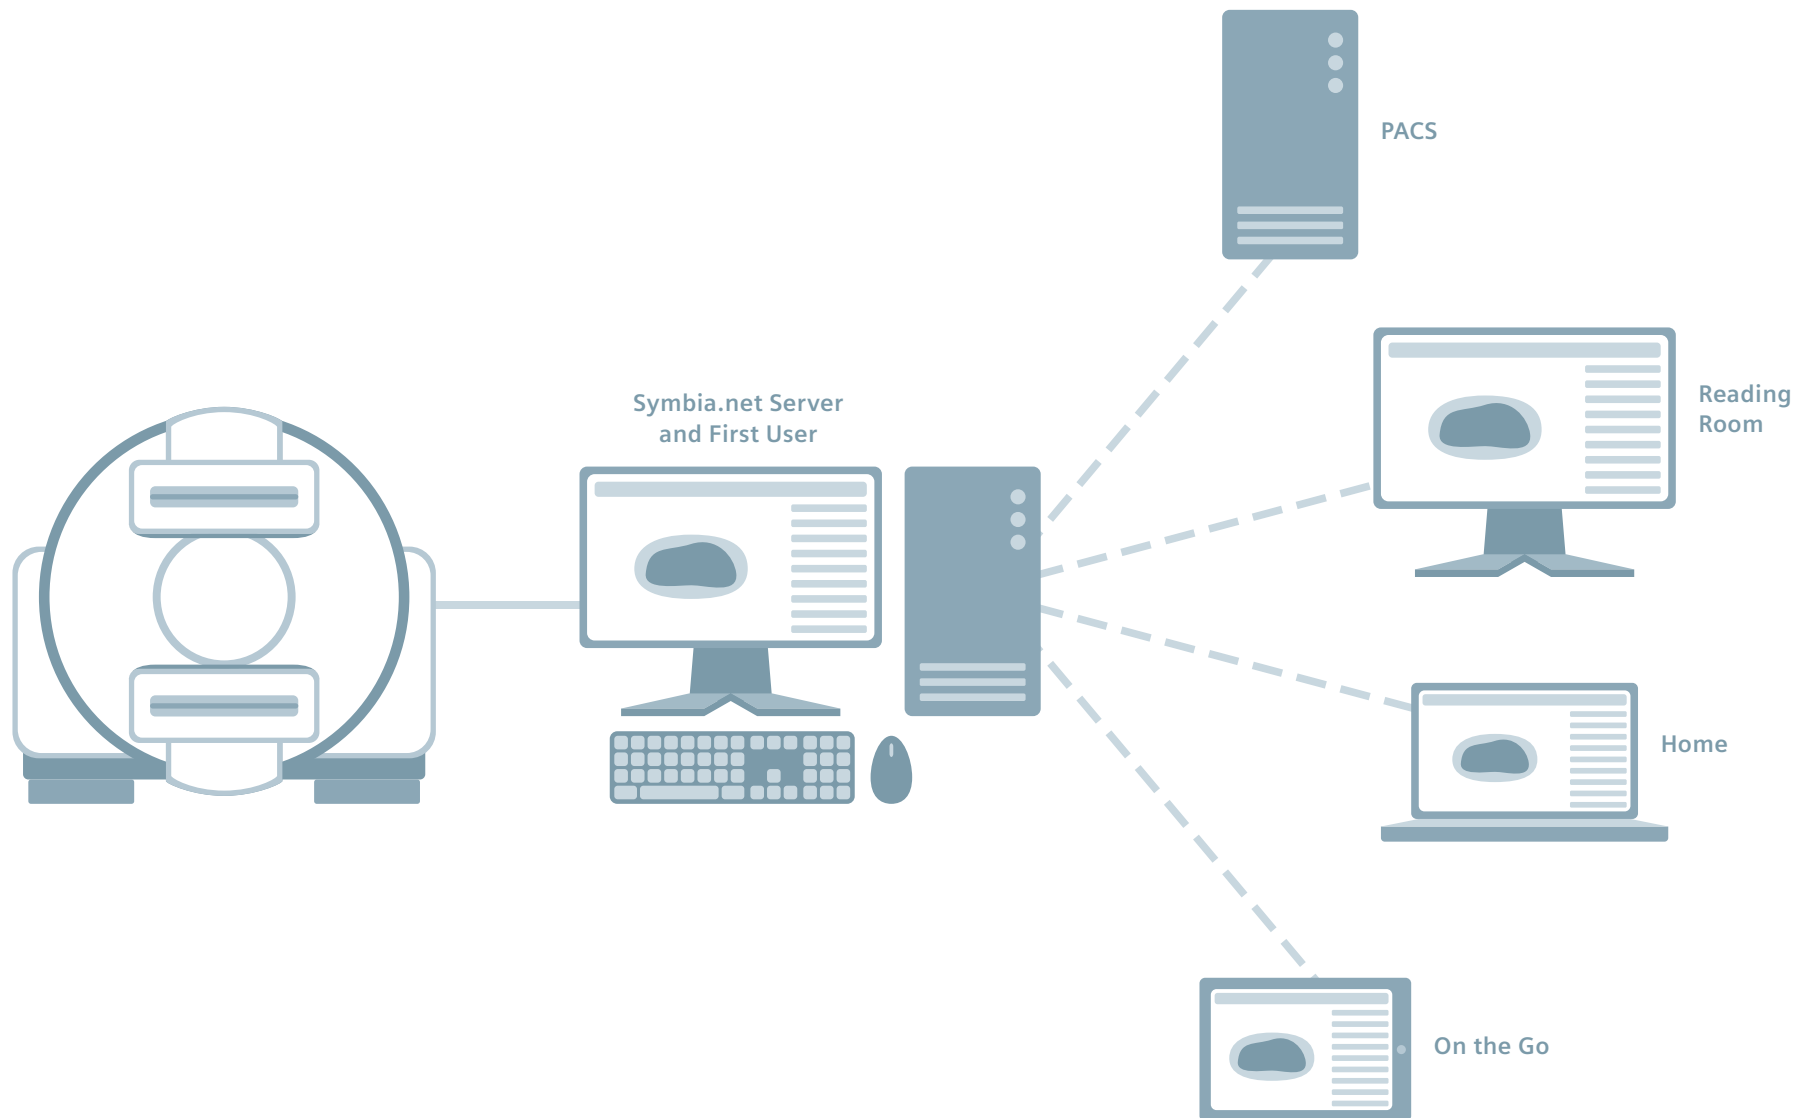 PACS
Symbia.net Server
and First User
Reading
Room
Home
On the Go